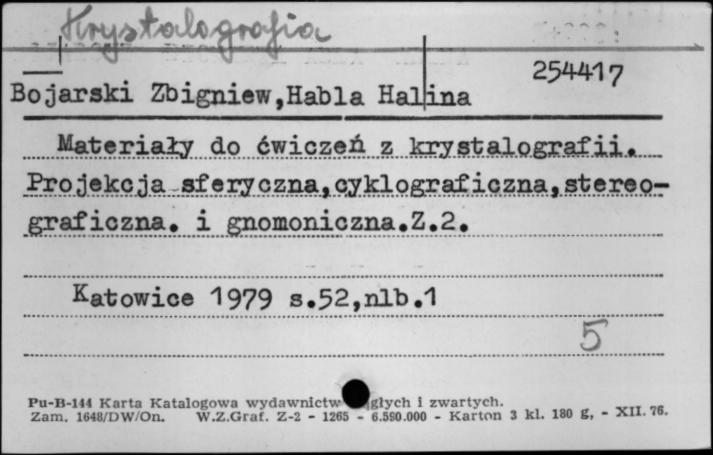 Krystalografia
254417
Bojarski Zbigniew,Habla Halina
Materiały do ćwiczeń z krystalografii.
Projekcja sferyczna,cyklograficzna,stereo-
graficzna. i gnomoniczna.Z.2.
Katowice 1979 s.52,nlb.1
5
Pu-B-144 Karta Katalogowa wydawnictw i zwartych.
Zam. 1648/DW/On. W.Z.Graf. Z-2 - 1265 - 6.590.000 - Karton 3 kl. 180 g, - XII. 76.